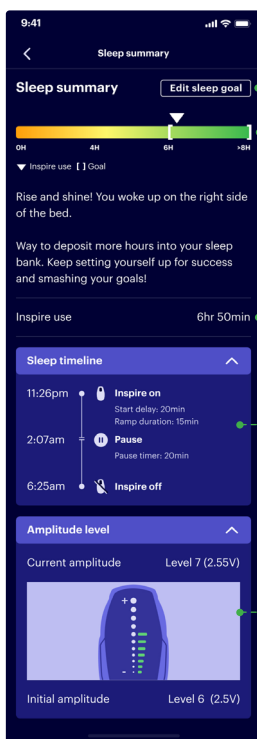 9:41
Sleep summary
Sleep summary
Edit sleep goal
0H 4H 6H >8H
Inspire use [ ] Goal
Rise and shine! You woke up on the right side
of the bed.
Way to deposit more hours into your sleep
bank. Keep setting yourself up for success
and smashing your goals!
Inspire use 6hr 50min
Sleep timeline
11:26pm Inspire on
Start delay: 20min
Ramp duration: 15min
2:07am Pause
Pause timer: 20min
6:25am Inspire off
Amplitude level
Current amplitude Level 7 (2.55V)
+
-
Initial amplitude Level 6 (2.5V)